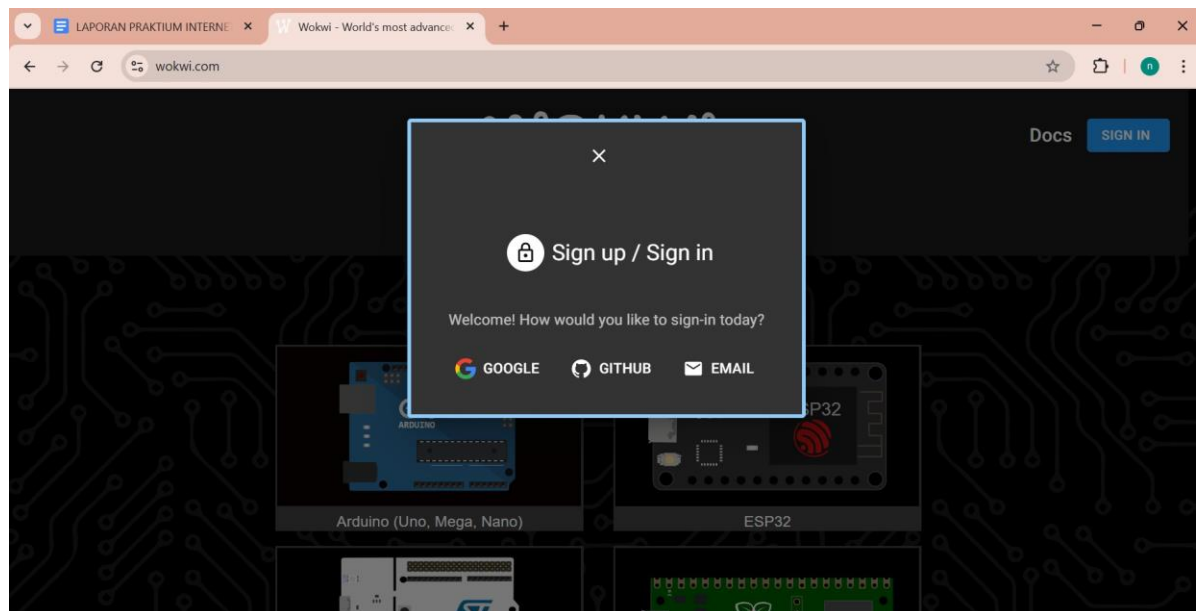 LAPORAN PRAKTIUM INTERNE
Wokwi - World's most advance
wokwi.com
n
Docs
SIGN IN
Sign up / Sign in
Welcome! How would you like to sign-in today?
GOOGLE
GITHUB
EMAIL
ARDUINO
SP32
Arduino (Uno, Mega, Nano)
ESP32